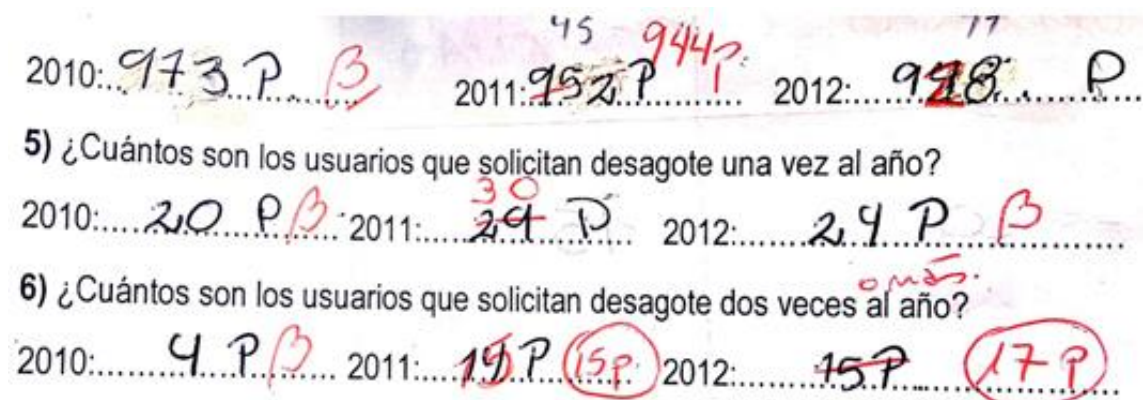 45 944P. 77
2010: 973 P. B 2011: 952 P 2012: 928. P
5) ¿Cuántos son los usuarios que solicitan desagote una vez al año?
30
2010: 20 P B 2011: 29 P 2012: 24 P B
o más.
6) ¿Cuántos son los usuarios que solicitan desagote dos veces al año?
2010: 4 P B 2011: P 15P. 2012: 15P 17 P